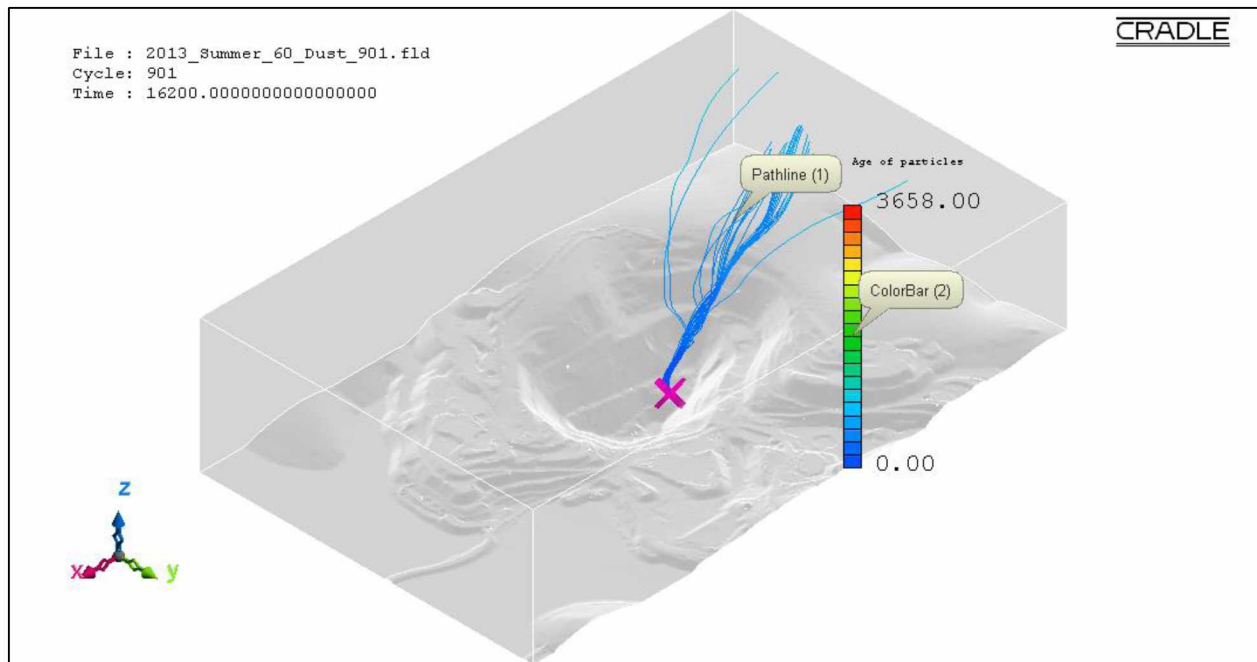 File : 2013_Summer_60_Dust_901.fld
Cycle: 901
Time : 16200.0000000000000000
CRADLE
Pathline (1)
Age of particles
3658.00
ColorBar (2)
0.00
z
x
y